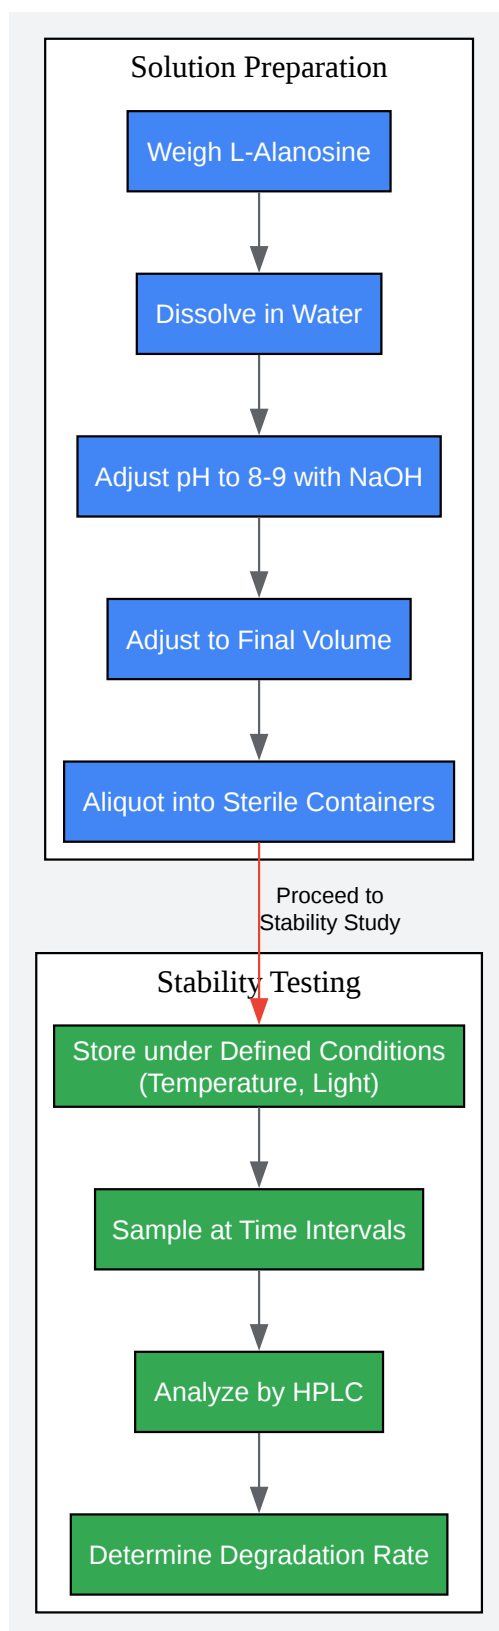 Solution Preparation
Weigh L-Alanosine
Dissolve in Water
Adjust pH to 8-9 with NaOH
Adjust to Final Volume
Aliquot into Sterile Containers
Proceed to
Stability Study
Stability Testing
Store under Defined Conditions
(Temperature, Light)
Sample at Time Intervals
Analyze by HPLC
Determine Degradation Rate